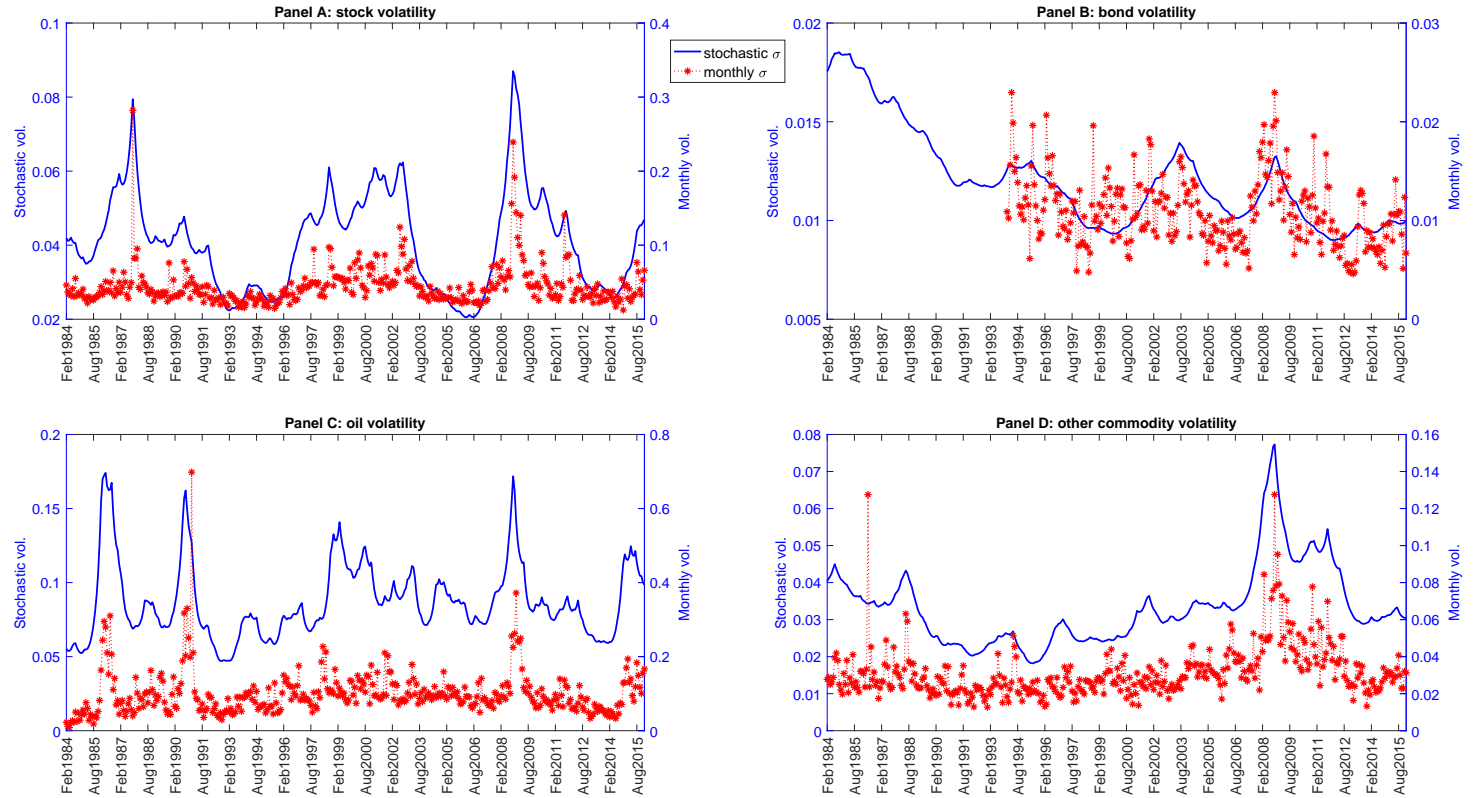 Panel A: stock volatility
0.1
0.08
0.06
0.04
0.02
Stochastic vol.
0.4
0.3
0.2
0.1
0
Monthly vol.
Feb1984
Aug1985
Feb1987
Aug1988
Feb1990
Aug1991
Feb1993
Aug1994
Feb1996
Aug1997
Feb1999
Aug2000
Feb2002
Aug2003
Feb2005
Aug2006
Feb2008
Aug2009
Feb2011
Aug2012
Feb2014
Aug2015
stochastic σ
monthly σ
Panel B: bond volatility
0.02
0.015
0.01
0.005
Stochastic vol.
0.03
0.02
0.01
0
Monthly vol.
Feb1984
Aug1985
Feb1987
Aug1988
Feb1990
Aug1991
Feb1993
Aug1994
Feb1996
Aug1997
Feb1999
Aug2000
Feb2002
Aug2003
Feb2005
Aug2006
Feb2008
Aug2009
Feb2011
Aug2012
Feb2014
Aug2015
Panel C: oil volatility
0.2
0.15
0.1
0.05
0
Stochastic vol.
0.8
0.6
0.4
0.2
0
Monthly vol.
Feb1984
Aug1985
Feb1987
Aug1988
Feb1990
Aug1991
Feb1993
Aug1994
Feb1996
Aug1997
Feb1999
Aug2000
Feb2002
Aug2003
Feb2005
Aug2006
Feb2008
Aug2009
Feb2011
Aug2012
Feb2014
Aug2015
Panel D: other commodity volatility
0.08
0.07
0.06
0.05
0.04
0.03
0.02
0.01
0
Stochastic vol.
0.16
0.14
0.12
0.1
0.08
0.06
0.04
0.02
0
Monthly vol.
Feb1984
Aug1985
Feb1987
Aug1988
Feb1990
Aug1991
Feb1993
Aug1994
Feb1996
Aug1997
Feb1999
Aug2000
Feb2002
Aug2003
Feb2005
Aug2006
Feb2008
Aug2009
Feb2011
Aug2012
Feb2014
Aug2015